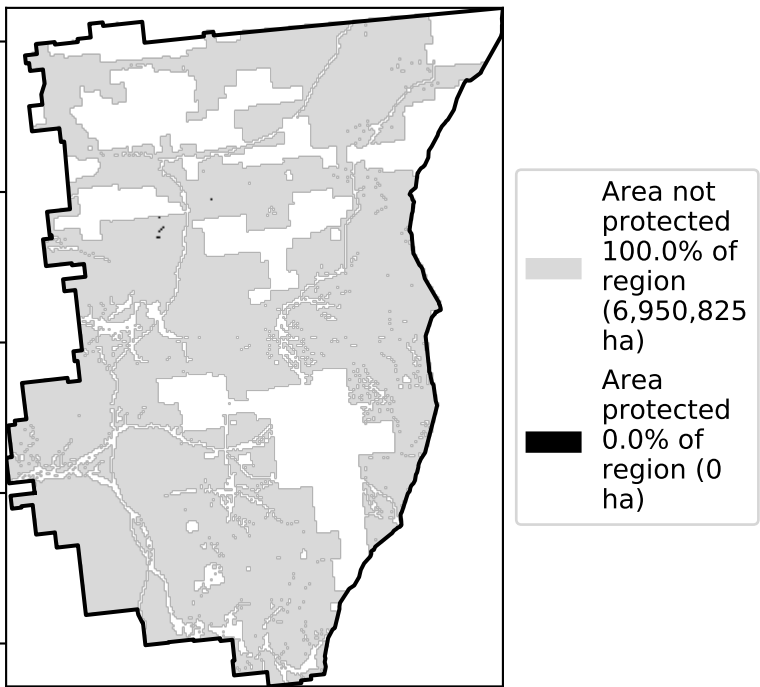 Area not
protected
100.0% of
region
(6,950,825
ha)
Area
protected
0.0% of
region (0
ha)